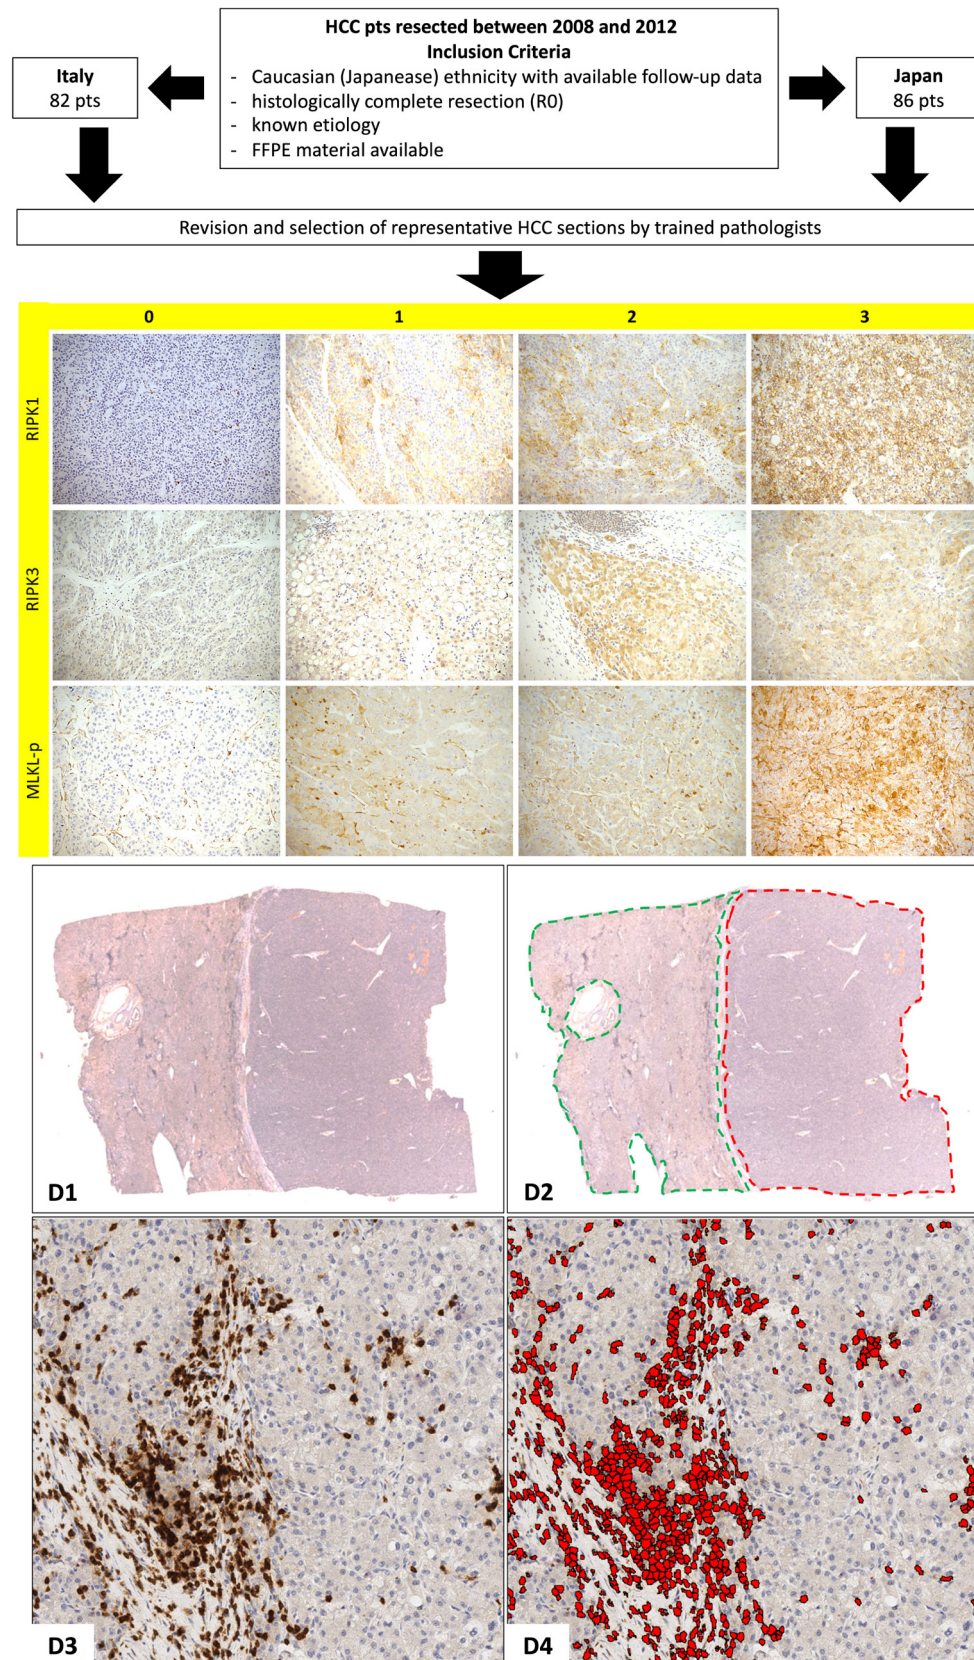 HCC pts resected between 2008 and 2012
Inclusion Criteria
- Caucasian (Japanease) ethnicity with available follow-up data
- histologically complete resection (R0)
- known etiology
- FFPE material available
Italy
82 pts
Japan
86 pts
Revision and selection of representative HCC sections by trained pathologists
0 1 2 3
RIPK1
RIPK3
MLKL-p
D1
D2
D3
D4